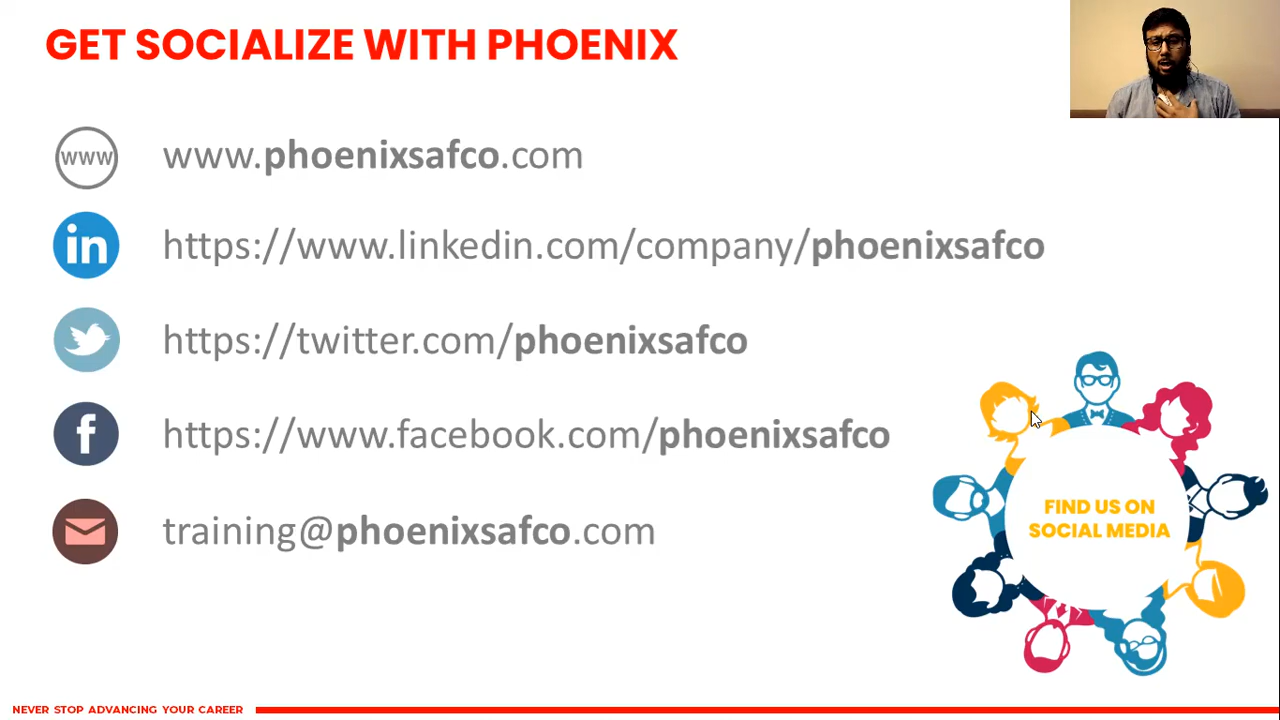 GET SOCIALIZE WITH PHOENIX
www
www.phoenixsafco.com
in
https://www.linkedin.com/company/phoenixsafco
https://twitter.com/phoenixsafco
f
https://www.facebook.com/phoenixsafco
training@phoenixsafco.com
FIND US ON
SOCIAL MEDIA
NEVER STOP ADVANCING YOUR CAREER